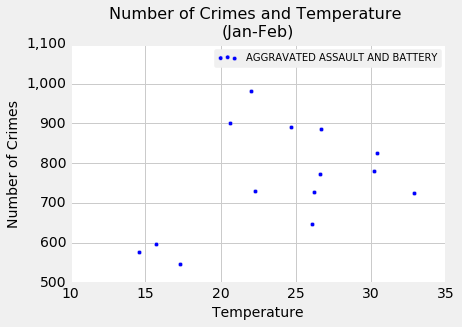 Number of Crimes and Temperature
(Jan-Feb)
1,100
1,000
900
800
700
600
500
Number of Crimes
AGGRAVATED ASSAULT AND BATTERY
10
15
20
25
30
35
Temperature